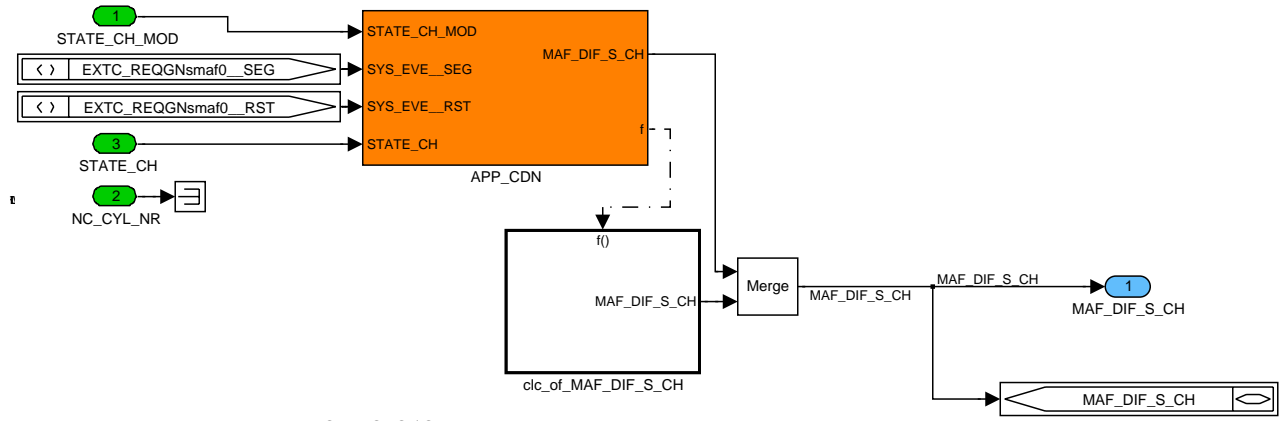 1
STATE_CH_MOD
EXTC_REQGNsmaf0__SEG
EXTC_REQGNsmaf0__RST
3
STATE_CH
2
NC_CYL_NR
STATE_CH_MOD
SYS_EVE__SEG
SYS_EVE__RST
STATE_CH
MAF_DIF_S_CH
f
APP_CDN
f()
MAF_DIF_S_CH
clc_of_MAF_DIF_S_CH
Merge
MAF_DIF_S_CH
MAF_DIF_S_CH
1
MAF_DIF_S_CH
MAF_DIF_S_CH